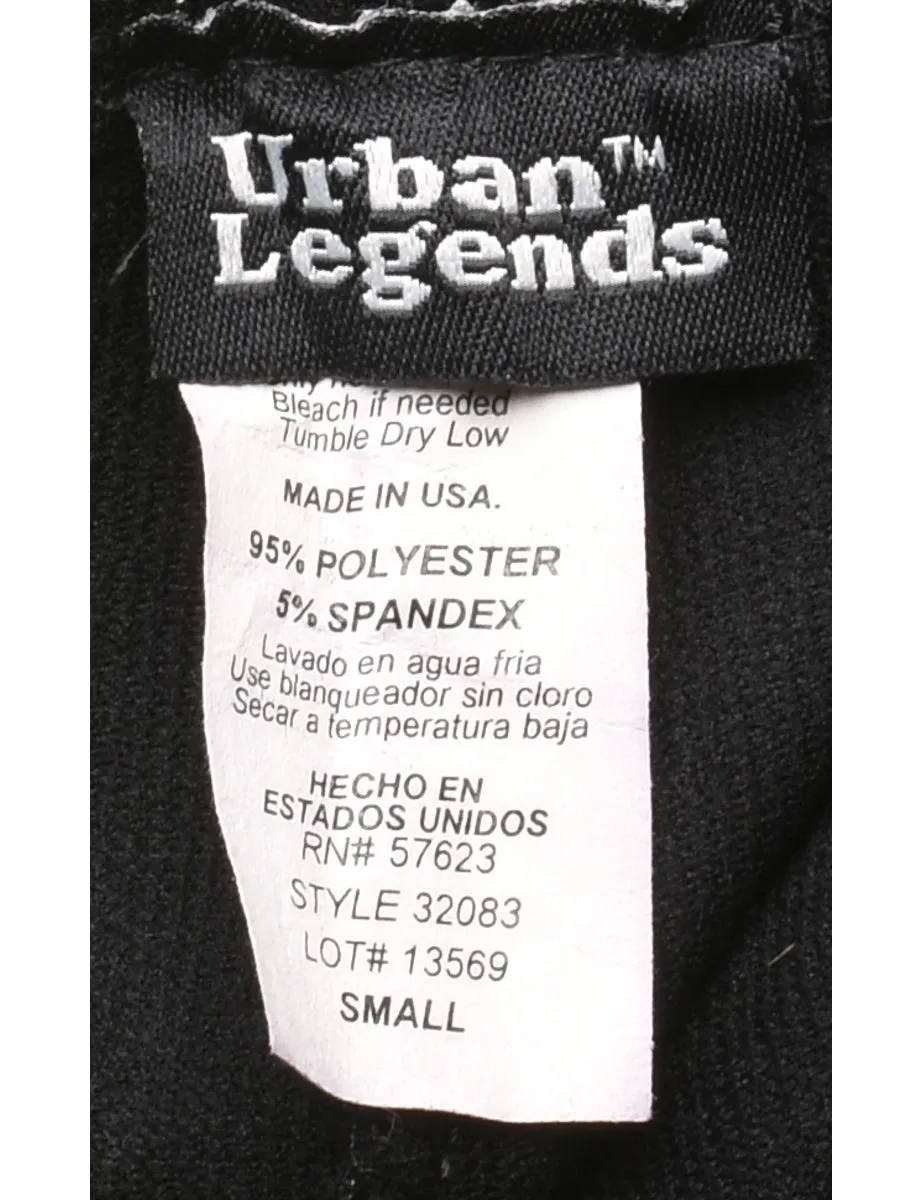 Urban™
Legends
Bleach if needed
Tumble Dry Low
MADE IN USA.
95% POLYESTER
5% SPANDEX
Lavado en agua fria
Use blanqueador sin cloro
Secar a temperatura baja
HECHO EN
ESTADOS UNIDOS
RN# 57623
STYLE 32083
LOT# 13569
SMALL